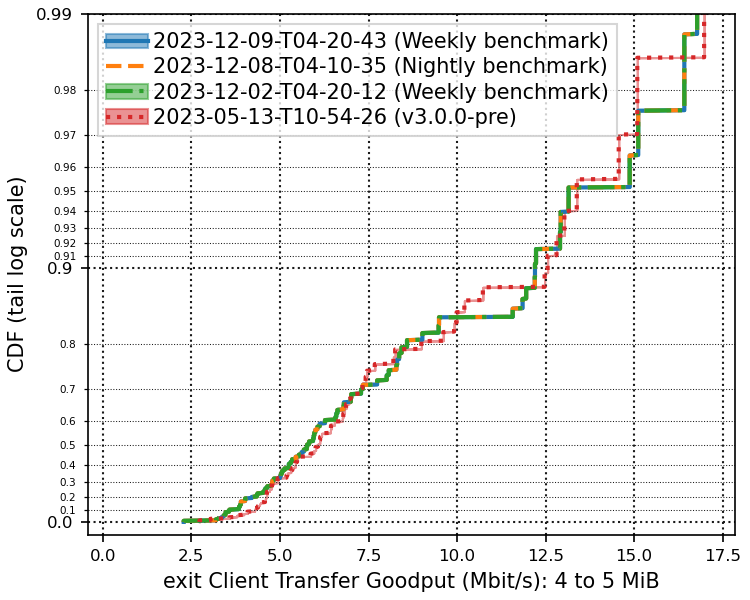 0.99
2023-12-09-T04-20-43 (Weekly benchmark)
2023-12-08-T04-10-35 (Nightly benchmark)
2023-12-02-T04-20-12 (Weekly benchmark)
2023-05-13-T10-54-26 (v3.0.0-pre)
0.98
0.97
0.96
0.95
0.94
0.93
0.92
0.91
0.9
0.8
0.7
0.6
0.5
0.4
0.3
0.2
0.1
0.0
CDF (tail log scale)
0.0 2.5 5.0 7.5 10.0 12.5 15.0 17.5
exit Client Transfer Goodput (Mbit/s): 4 to 5 MiB